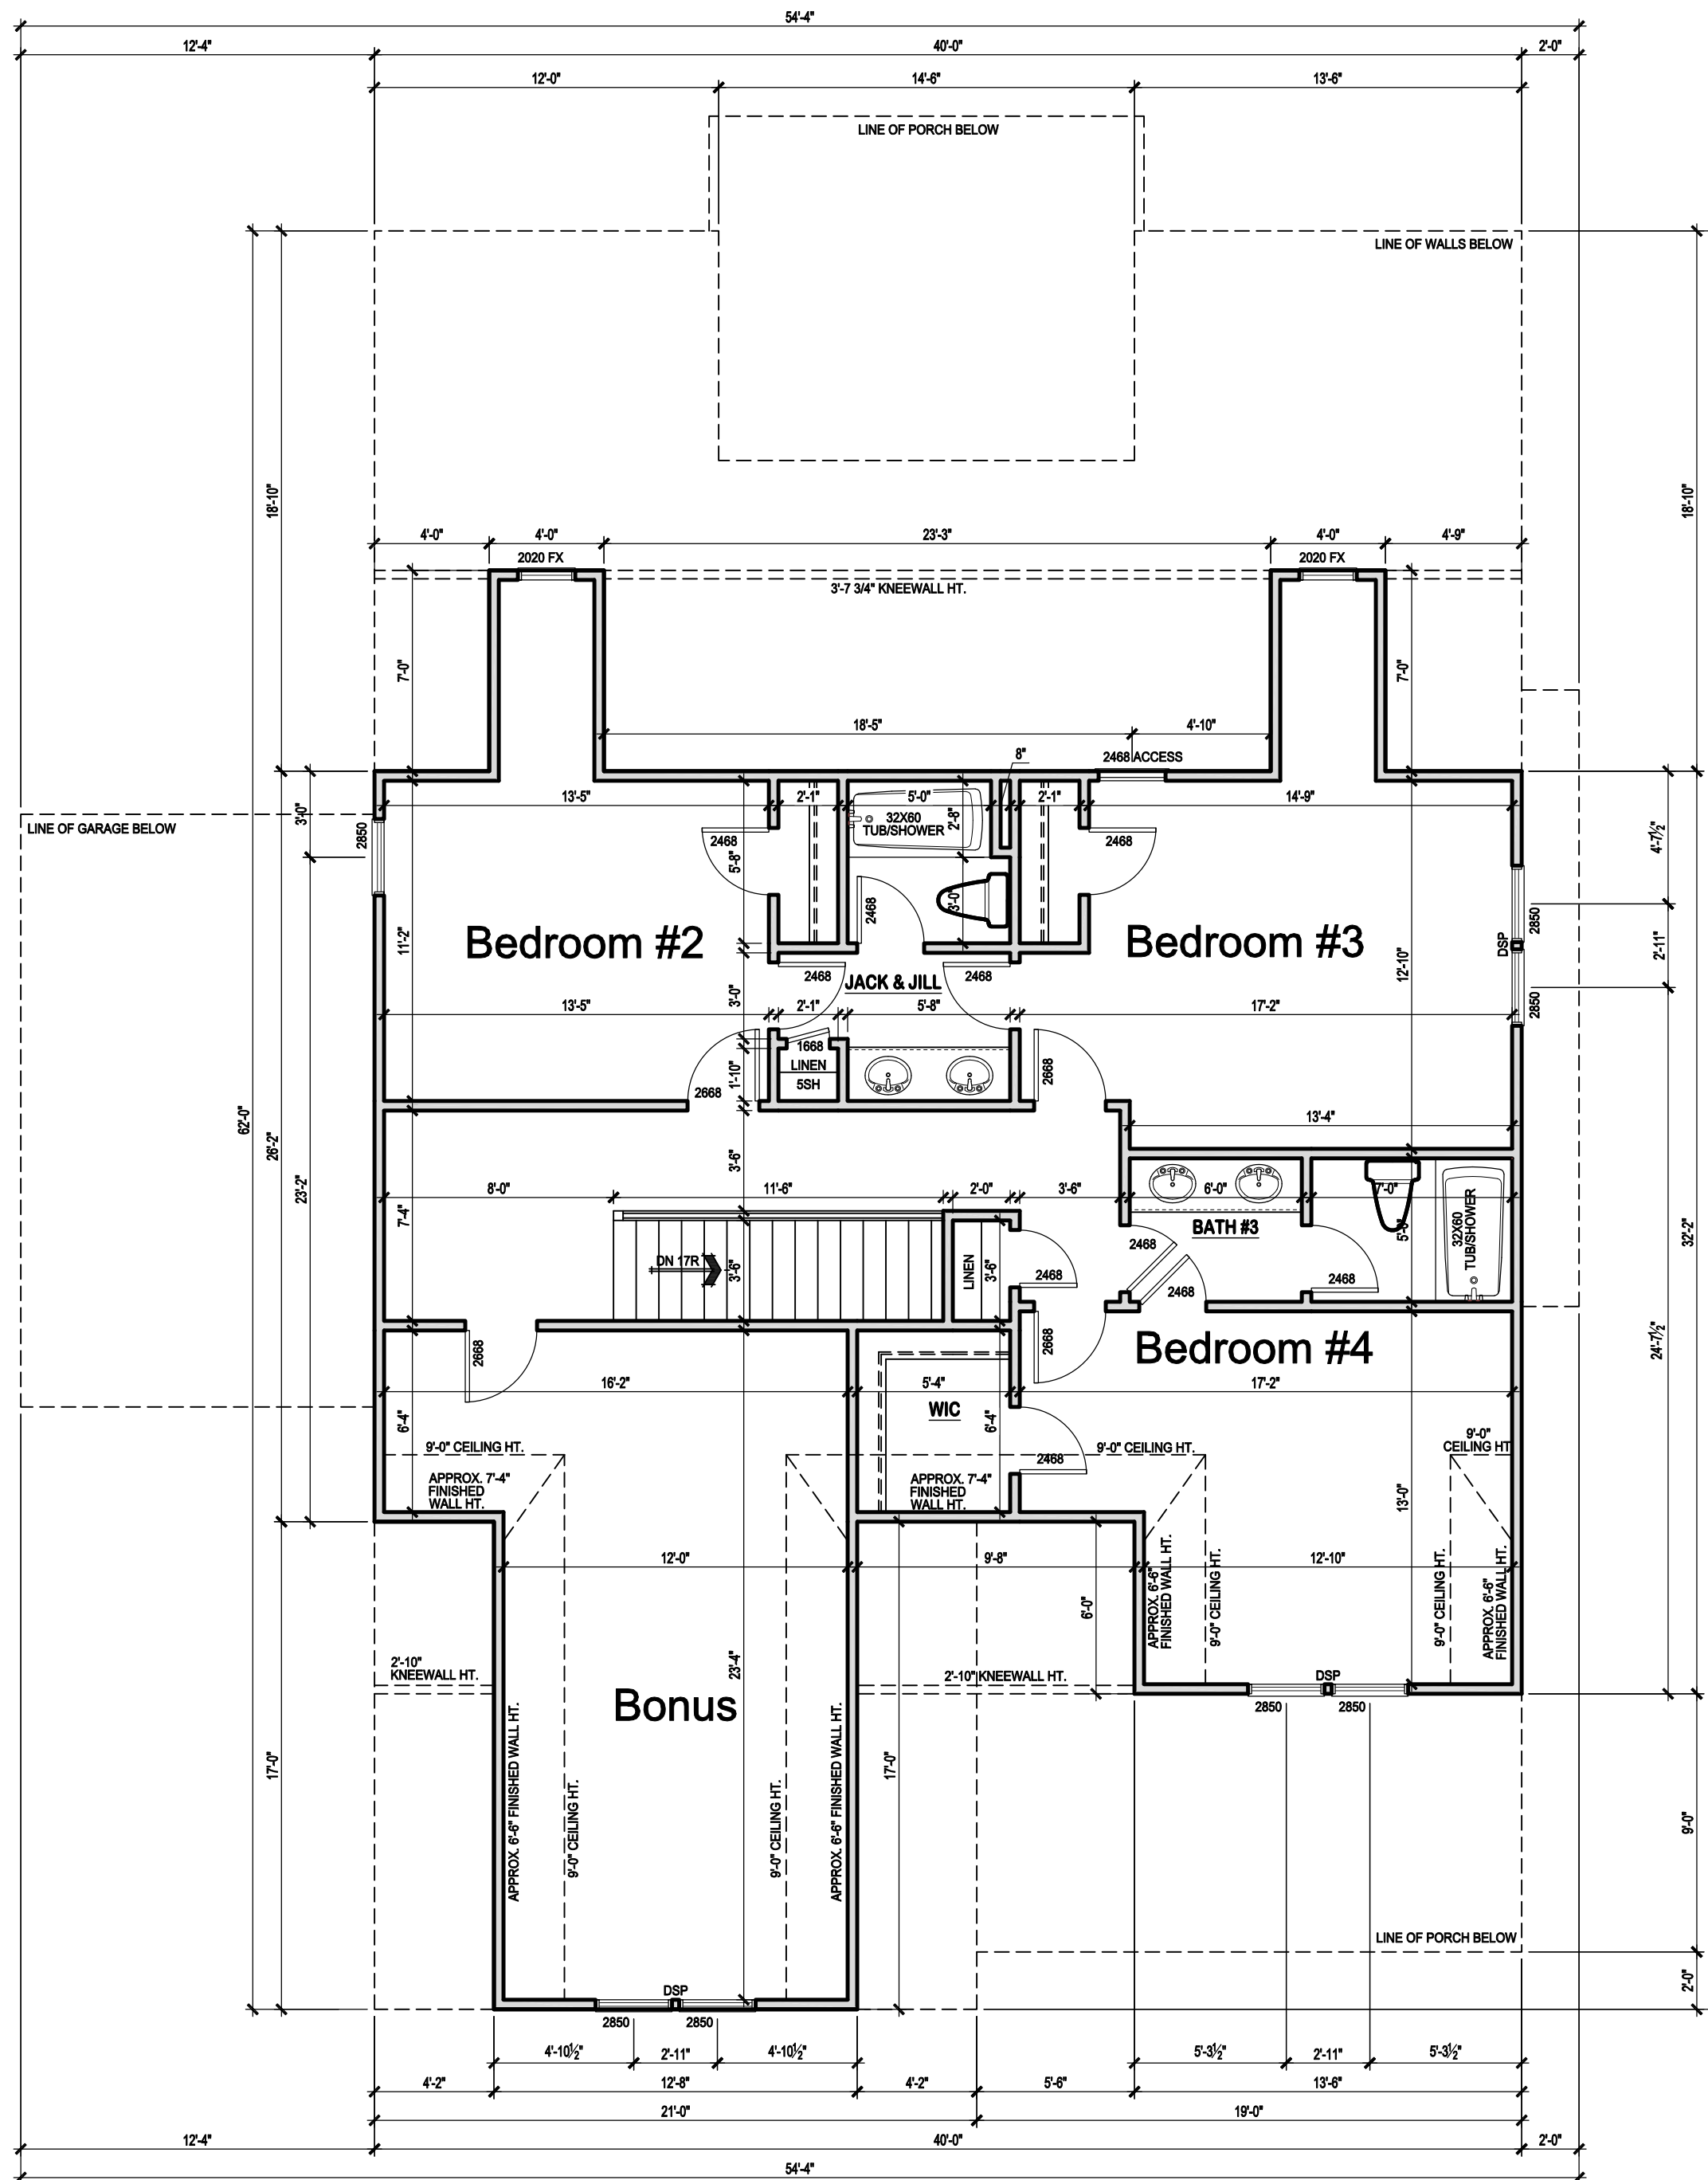 54'-4"
12'-4"
40'-0"
2'-0"
12'-0"
14'-6"
13'-6"
LINE OF PORCH BELOW
LINE OF WALLS BELOW
18'-10"
18'-10"
4'-0"
4'-0"
23'-3"
4'-0"
4'-9"
2020 FX
2020 FX
3'-7 3/4" KNEEWALL HT.
7'-0"
7'-0"
18'-5"
4'-10"
8"
2468 ACCESS
3'-0"
13'-5"
2'-1"
5'-0"
2'-1"
14'-9"
LINE OF GARAGE BELOW
2850
32X60
TUB/SHOWER
2'-8"
4'-7½"
2468
2468
5'-8"
2468
3'-0"
2850
Bedroom #2
Bedroom #3
11'-2"
DSP
2'-11"
12'-10"
2468
2468
JACK & JILL
3'-0"
2850
13'-5"
2'-1"
5'-8"
17'-2"
1668
LINEN
5SH
1'-10"
2668
2668
62'-0"
26'-2"
23'-2"
13'-4"
3'-6"
8'-0"
11'-6"
2'-0"
3'-6"
6'-0"
7'-0"
7'-4"
BATH #3
5'-0"
32X60
TUB/SHOWER
32'-2"
DN 17R
3'-6"
LINEN
3'-6"
2468
2468
2468
2468
24'-7½"
2668
2668
Bedroom #4
16'-2"
5'-4"
17'-2"
WIC
6'-4"
6'-4"
9'-0" CEILING HT.
9'-0" CEILING HT.
9'-0"
CEILING HT
2468
APPROX. 7'-4"
FINISHED
WALL HT.
APPROX. 7'-4"
FINISHED
WALL HT.
13'-0"
12'-0"
9'-8"
12'-10"
6'-0"
APPROX. 6'-6"
FINISHED WALL HT.
9'-0" CEILING HT.
9'-0" CEILING HT.
APPROX. 6'-6"
FINISHED WALL HT.
2'-10"
KNEEWALL HT.
23'-4"
2'-10" KNEEWALL HT.
DSP
2850
2850
Bonus
17'-0"
APPROX. 6'-6" FINISHED WALL HT.
9'-0" CEILING HT.
9'-0" CEILING HT.
APPROX. 6'-6" FINISHED WALL HT.
17'-0"
9'-0"
LINE OF PORCH BELOW
2'-0"
DSP
2850
2850
4'-10½"
2'-11"
4'-10½"
5'-3½"
2'-11"
5'-3½"
4'-2"
12'-8"
4'-2"
5'-6"
13'-6"
21'-0"
19'-0"
12'-4"
40'-0"
2'-0"
54'-4"